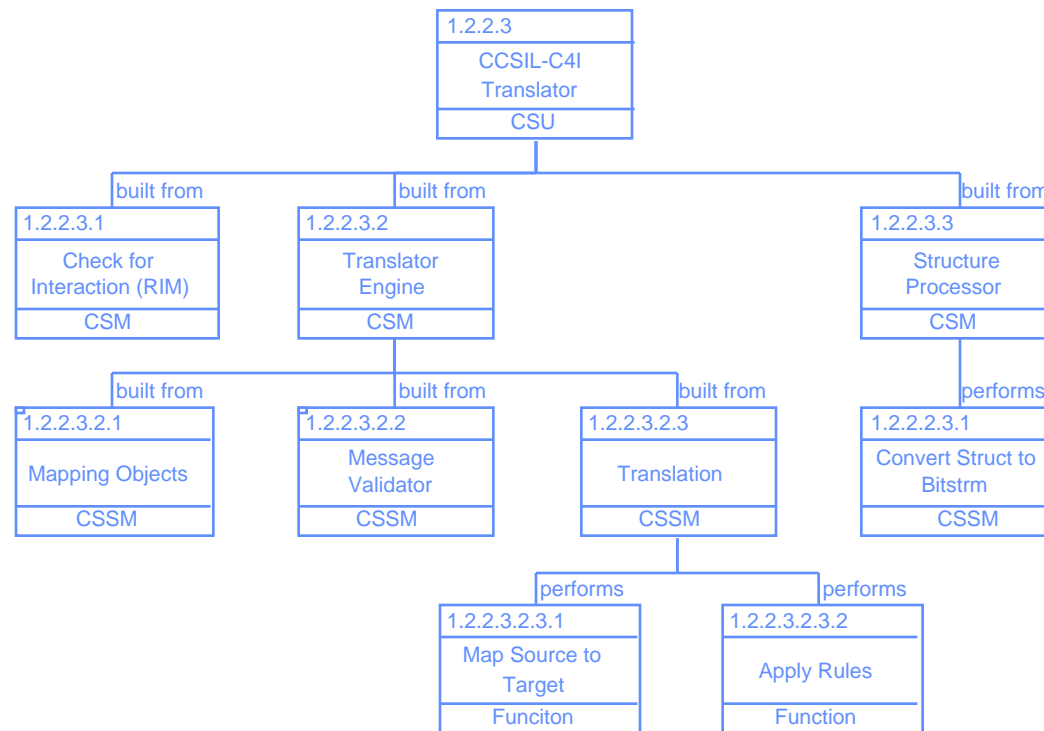 1.2.2.3
CCSIL-C4I
Translator
CSU
built from
built from
built from
1.2.2.3.1
Check for
Interaction (RIM)
CSM
1.2.2.3.2
Translator
Engine
CSM
1.2.2.3.3
Structure
Processor
CSM
built from
built from
built from
performs
1.2.2.3.2.1
Mapping Objects
CSSM
1.2.2.3.2.2
Message
Validator
CSSM
1.2.2.3.2.3
Translation
CSSM
1.2.2.2.3.1
Convert Struct to
Bitstrm
CSSM
performs
performs
1.2.2.3.2.3.1
Map Source to
Target
Funciton
1.2.2.3.2.3.2
Apply Rules
Function